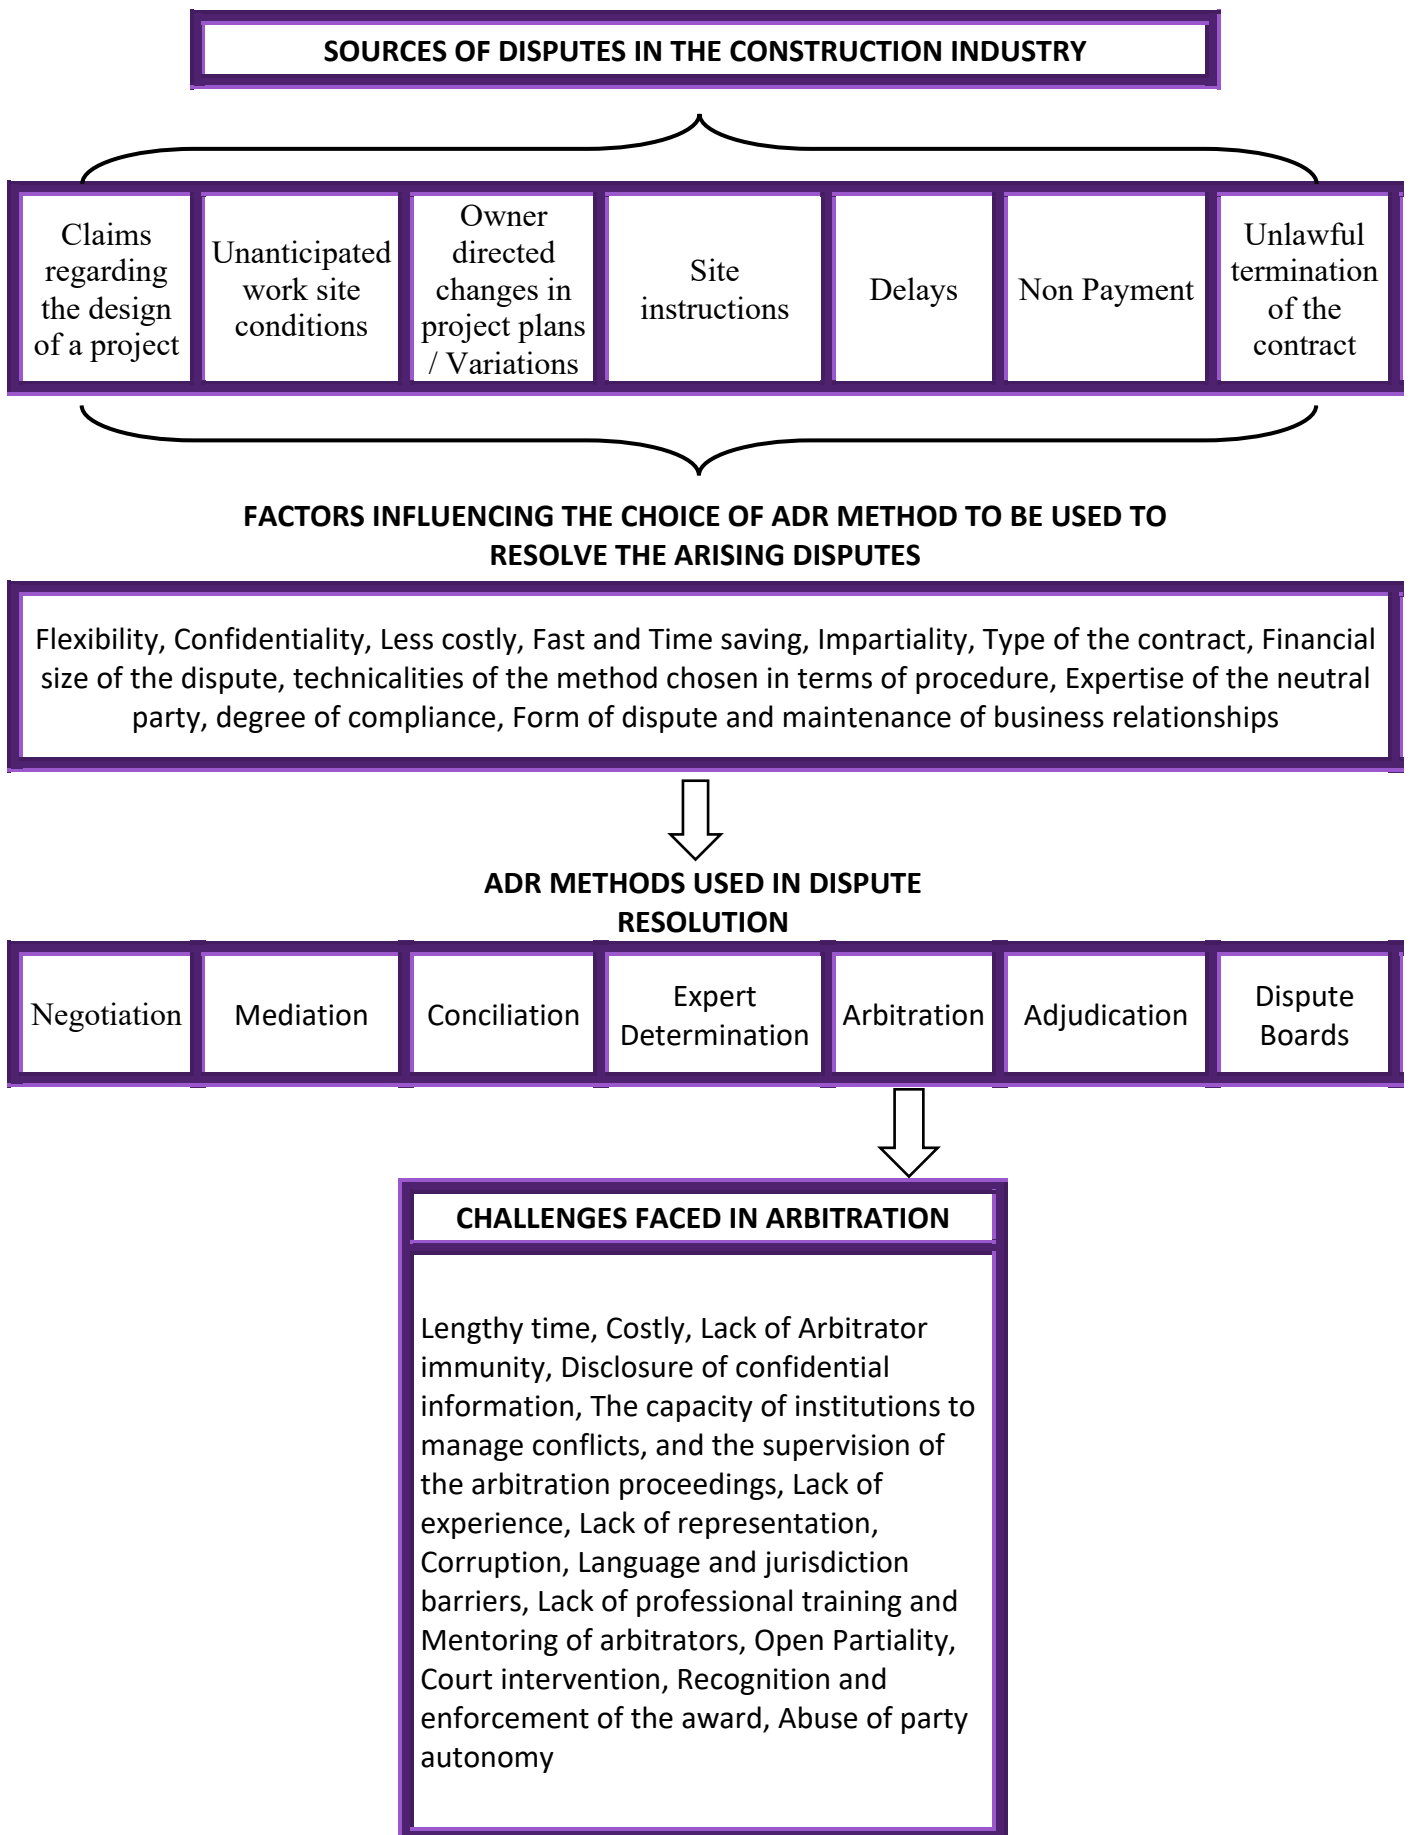 SOURCES OF DISPUTES IN THE CONSTRUCTION INDUSTRY
Claims
regarding
the design
of a project
Unanticipated
work site
conditions
Owner
directed
changes in
project plans
/ Variations
Site
instructions
Delays
Non Payment
Unlawful
termination
of the
contract
FACTORS INFLUENCING THE CHOICE OF ADR METHOD TO BE USED TO
RESOLVE THE ARISING DISPUTES
Flexibility, Confidentiality, Less costly, Fast and Time saving, Impartiality, Type of the contract, Financial
size of the dispute, technicalities of the method chosen in terms of procedure, Expertise of the neutral
party, degree of compliance, Form of dispute and maintenance of business relationships
ADR METHODS USED IN DISPUTE
RESOLUTION
Negotiation
Mediation
Conciliation
Expert
Determination
Arbitration
Adjudication
Dispute
Boards
CHALLENGES FACED IN ARBITRATION
Lengthy time, Costly, Lack of Arbitrator
immunity, Disclosure of confidential
information, The capacity of institutions to
manage conflicts, and the supervision of
the arbitration proceedings, Lack of
experience, Lack of representation,
Corruption, Language and jurisdiction
barriers, Lack of professional training and
Mentoring of arbitrators, Open Partiality,
Court intervention, Recognition and
enforcement of the award, Abuse of party
autonomy